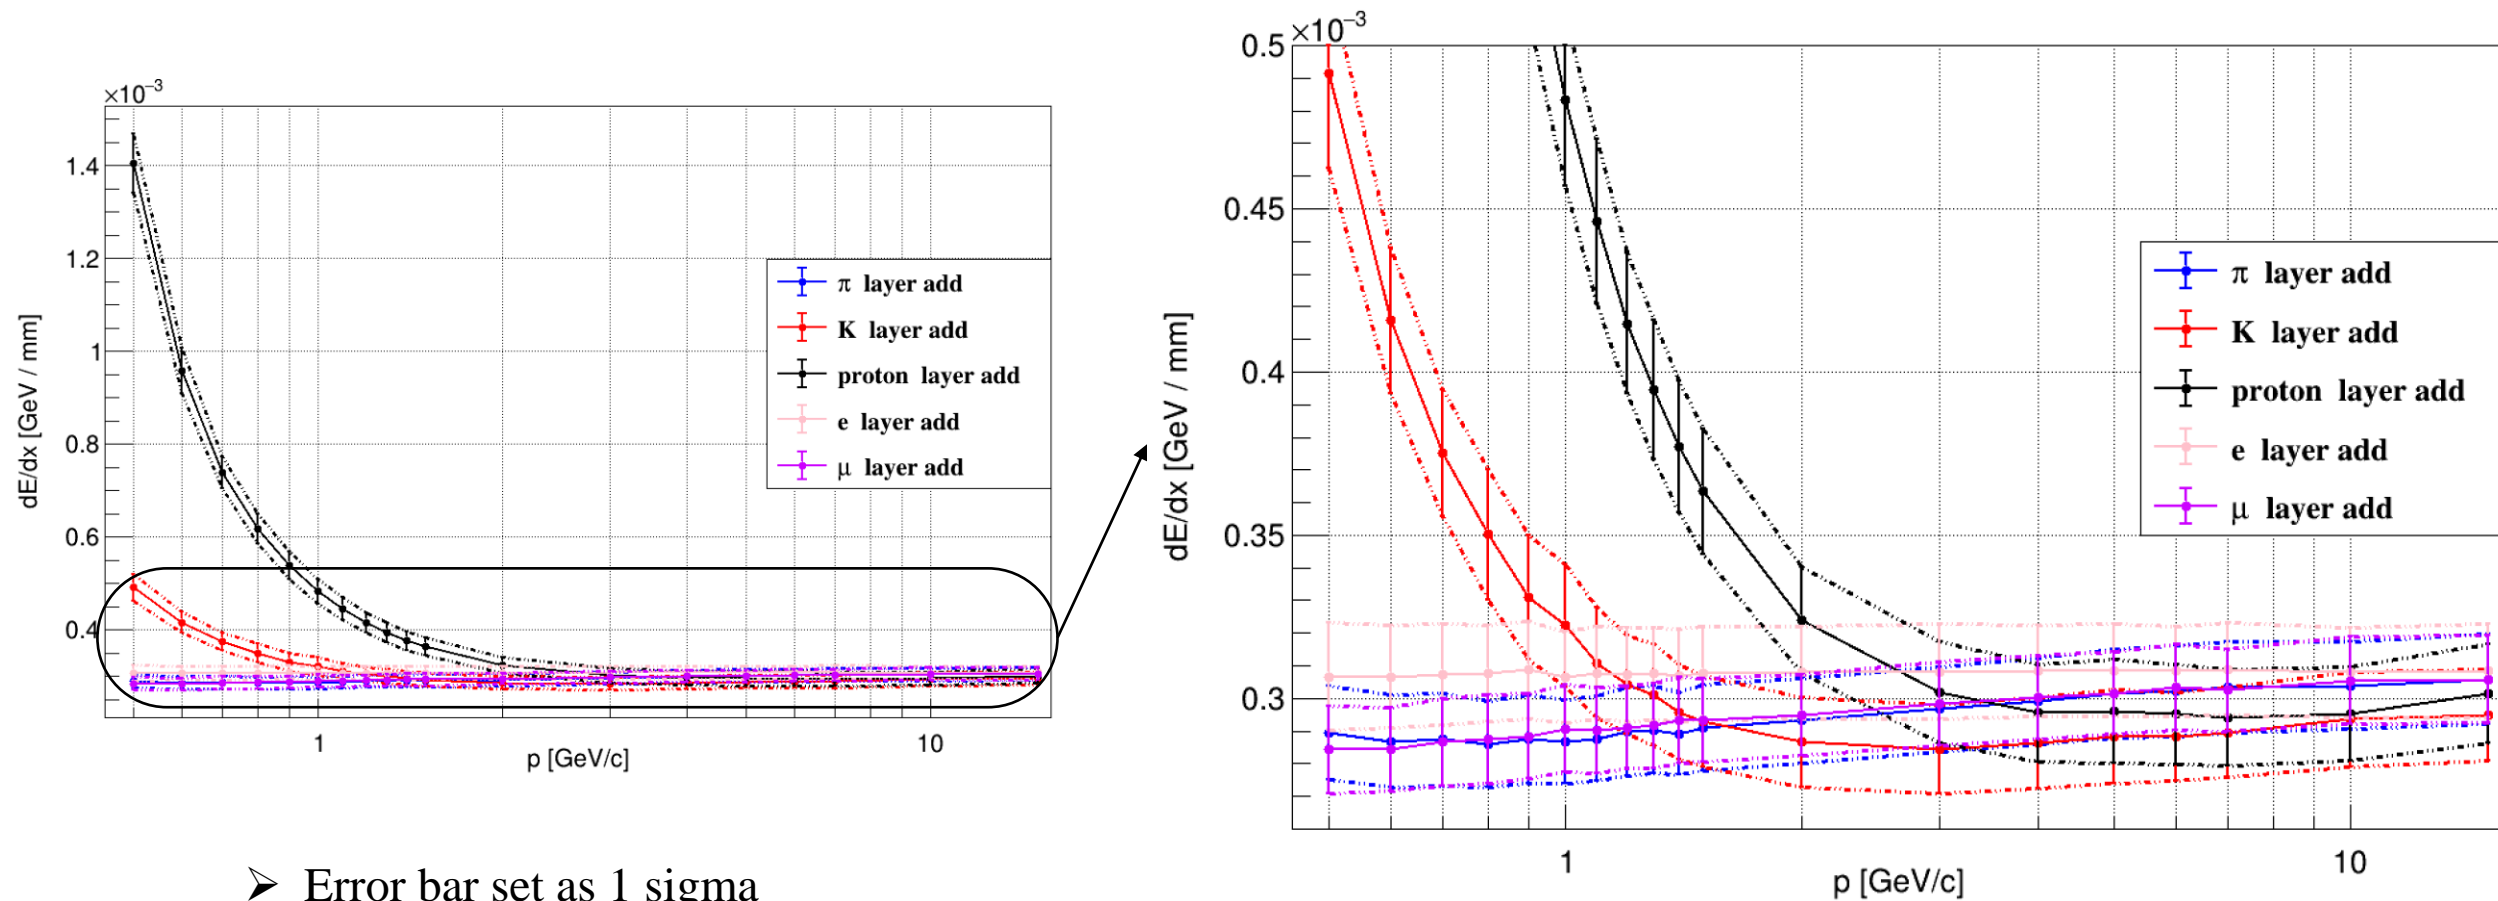 ×10⁻³
1.4
1.2
1
0.8
0.6
0.4
dE/dx [GeV / mm]
π layer add
K layer add
proton layer add
e layer add
μ layer add
1
10
p [GeV/c]
➢ Error bar set as 1 sigma
×10⁻³
0.5
0.45
0.4
0.35
0.3
dE/dx [GeV / mm]
π layer add
K layer add
proton layer add
e layer add
μ layer add
1
10
p [GeV/c]